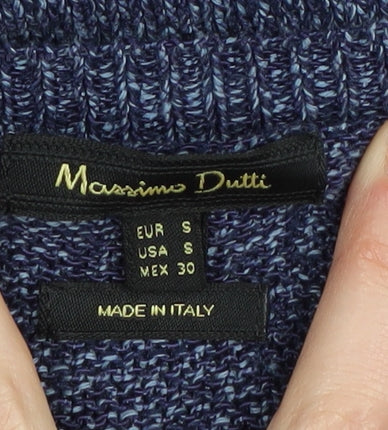 Massimo Dutti
EUR S
USA S
MEX 30
MADE IN ITALY